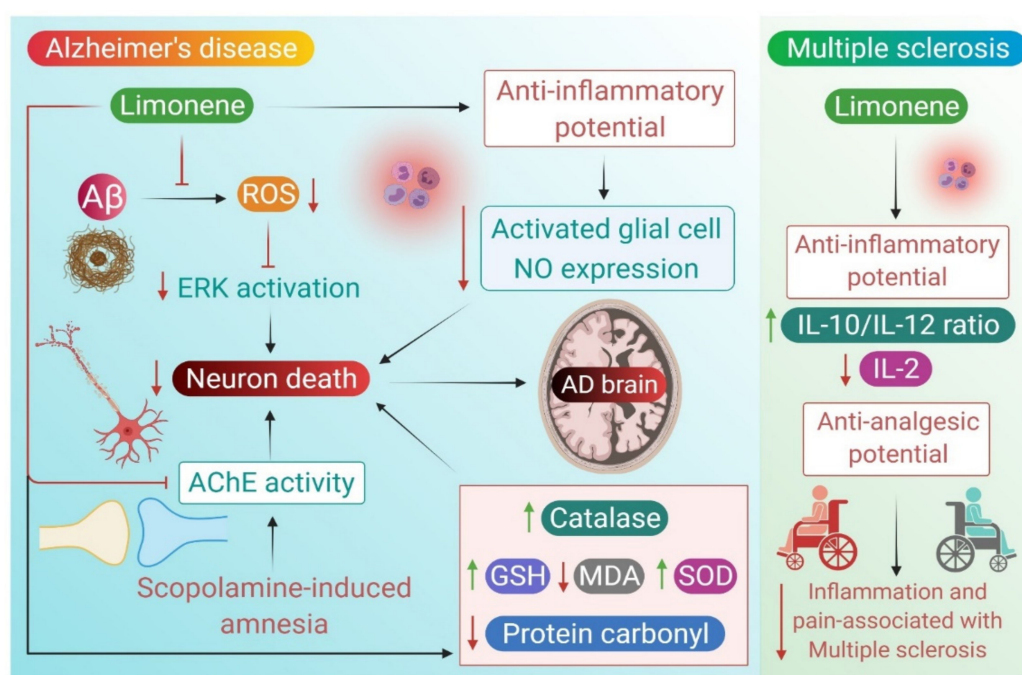 Alzheimer's disease
Limonene
Anti-inflammatory
potential
Aβ
ROS
Activated glial cell
NO expression
ERK activation
Neuron death
AD brain
AChE activity
Scopolamine-induced
amnesia
Catalase
GSH
MDA
SOD
Protein carbonyl
Multiple sclerosis
Limonene
Anti-inflammatory
potential
IL-10/IL-12 ratio
IL-2
Anti-analgesic
potential
Inflammation and
pain-associated with
Multiple sclerosis